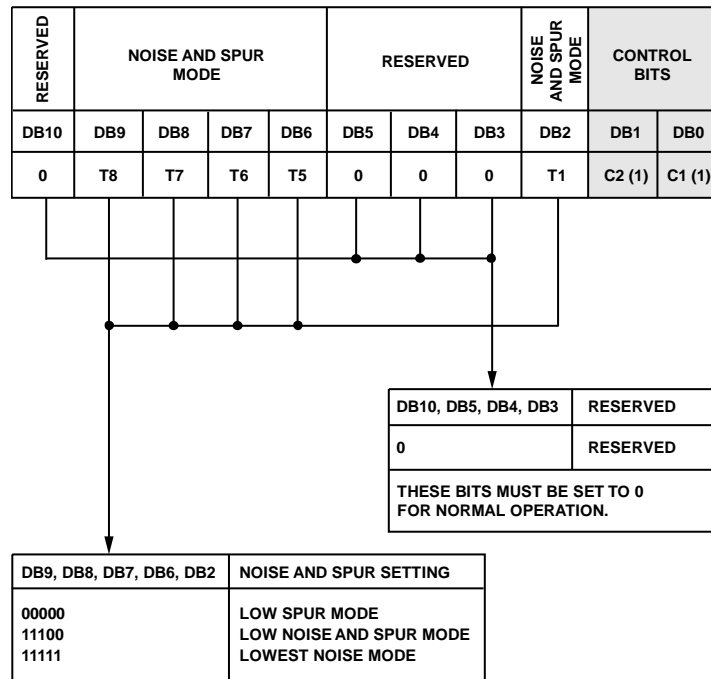 RESERVED
NOISE AND SPUR
MODE
RESERVED
NOISE
AND SPUR
MODE
CONTROL
BITS
DB10 DB9 DB8 DB7 DB6 DB5 DB4 DB3 DB2 DB1 DB0
0 T8 T7 T6 T5 0 0 0 T1 C2 (1) C1 (1)
DB10, DB5, DB4, DB3 RESERVED
0 RESERVED
THESE BITS MUST BE SET TO 0
FOR NORMAL OPERATION.
DB9, DB8, DB7, DB6, DB2 NOISE AND SPUR SETTING
00000 LOW SPUR MODE
11100 LOW NOISE AND SPUR MODE
11111 LOWEST NOISE MODE